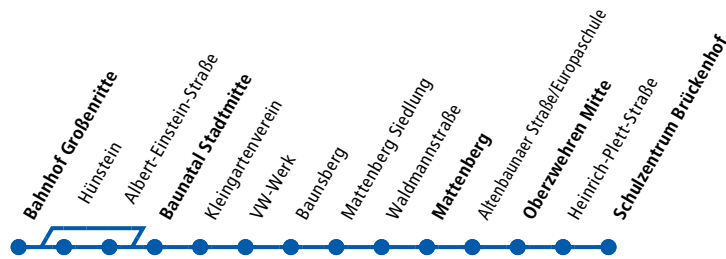 Bahnhof Großenritte
Hünstein
Albert-Einstein-Straße
Baunatal Stadtmitte
Kleingartenverein
VW-Werk
Baunsberg
Mattenberg Siedlung
Waldmannstraße
Mattenberg
Altenbaunaer Straße/Europaschule
Oberzwehren Mitte
Heinrich-Plett-Straße
Schulzentrum Brückenhof